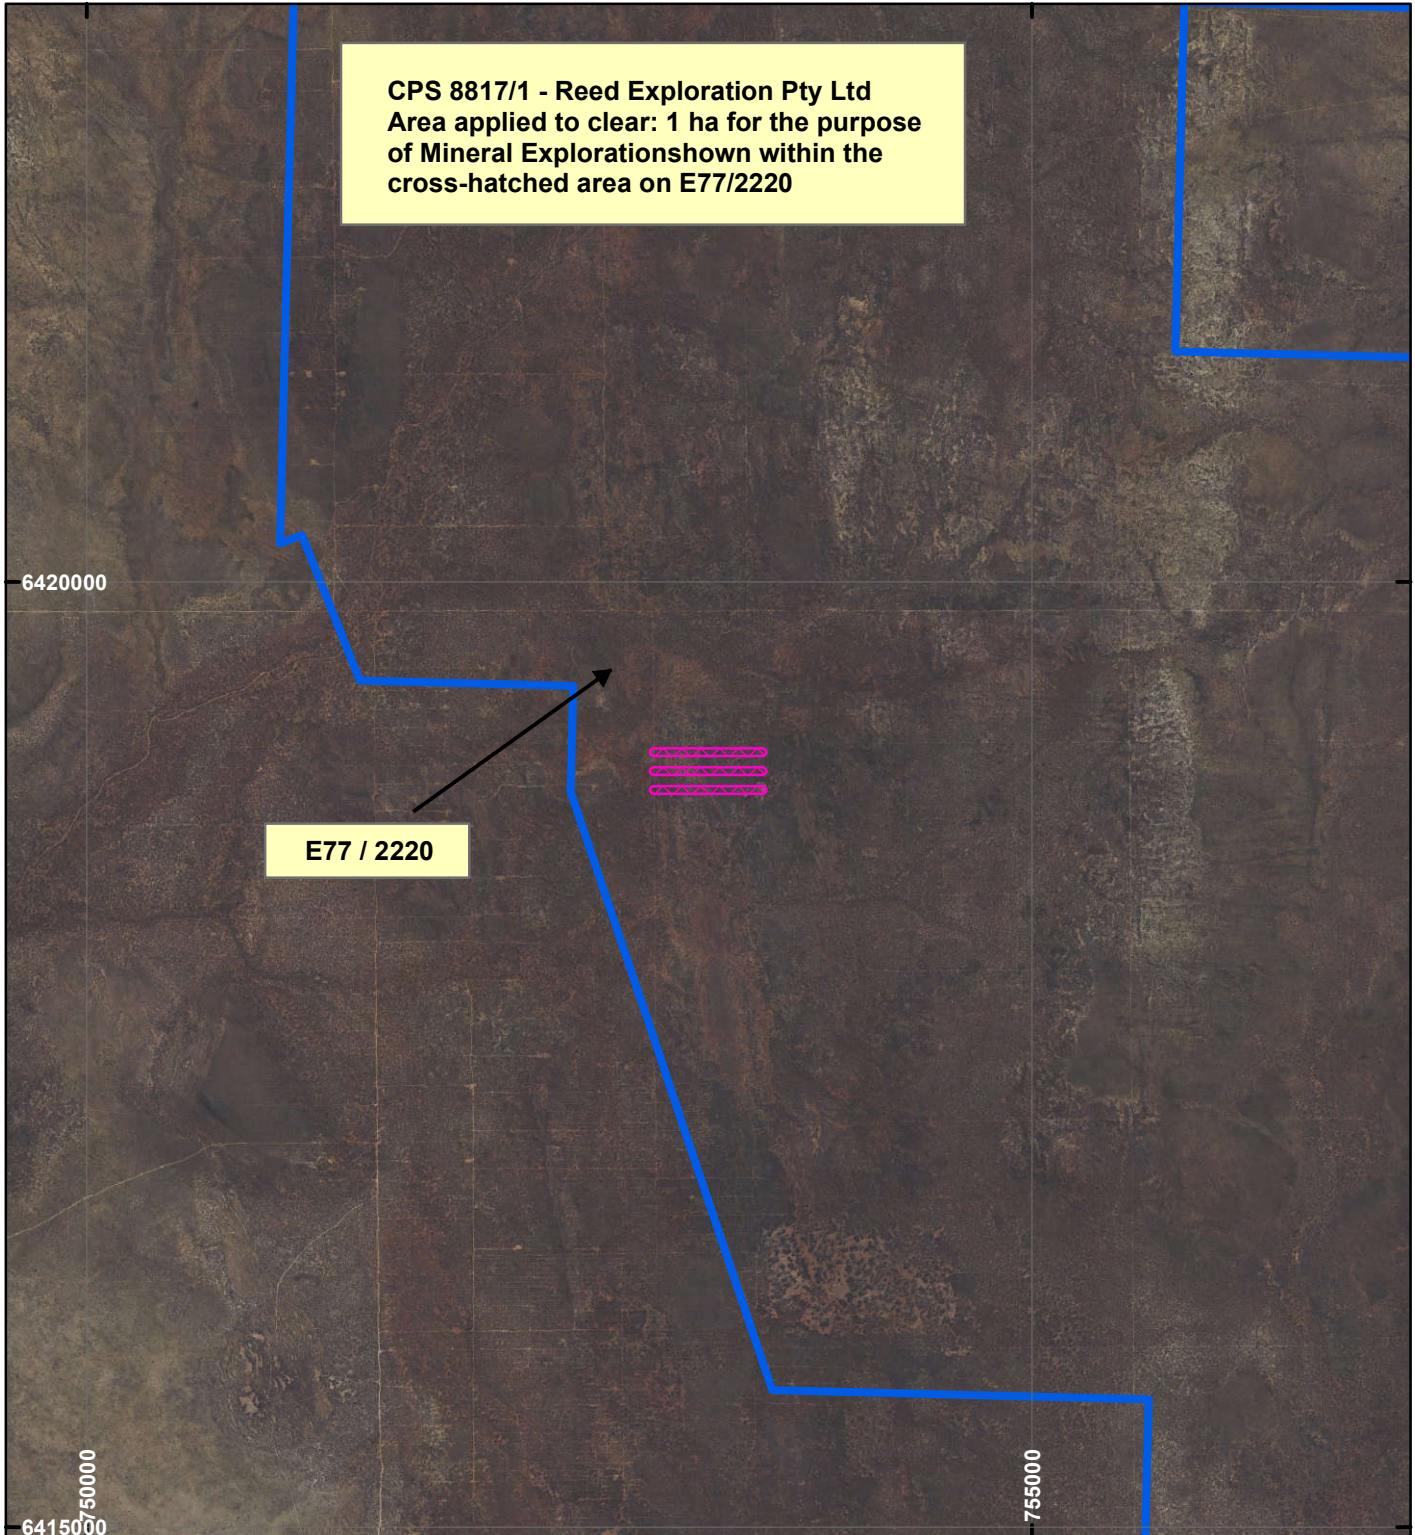 CPS 8817/1 - Reed Exploration Pty Ltd
Area applied to clear: 1 ha for the purpose
of Mineral Explorationshown within the
cross-hatched area on E77/2220
6420000
E77 / 2220
750000
755000
6415000